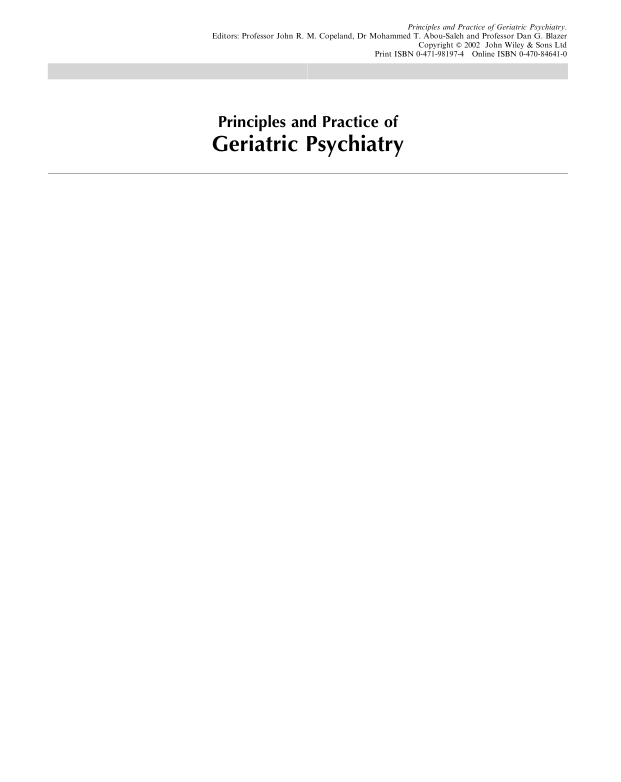 Principles and Practice of Geriatric Psychiatry.
Editors: Professor John R. M. Copeland, Dr Mohammed T. Abou-Saleh and Professor Dan G. Blazer
Copyright © 2002 John Wiley & Sons Ltd
Print ISBN 0-471-98197-4 Online ISBN 0-470-84641-0
Principles and Practice of
Geriatric Psychiatry